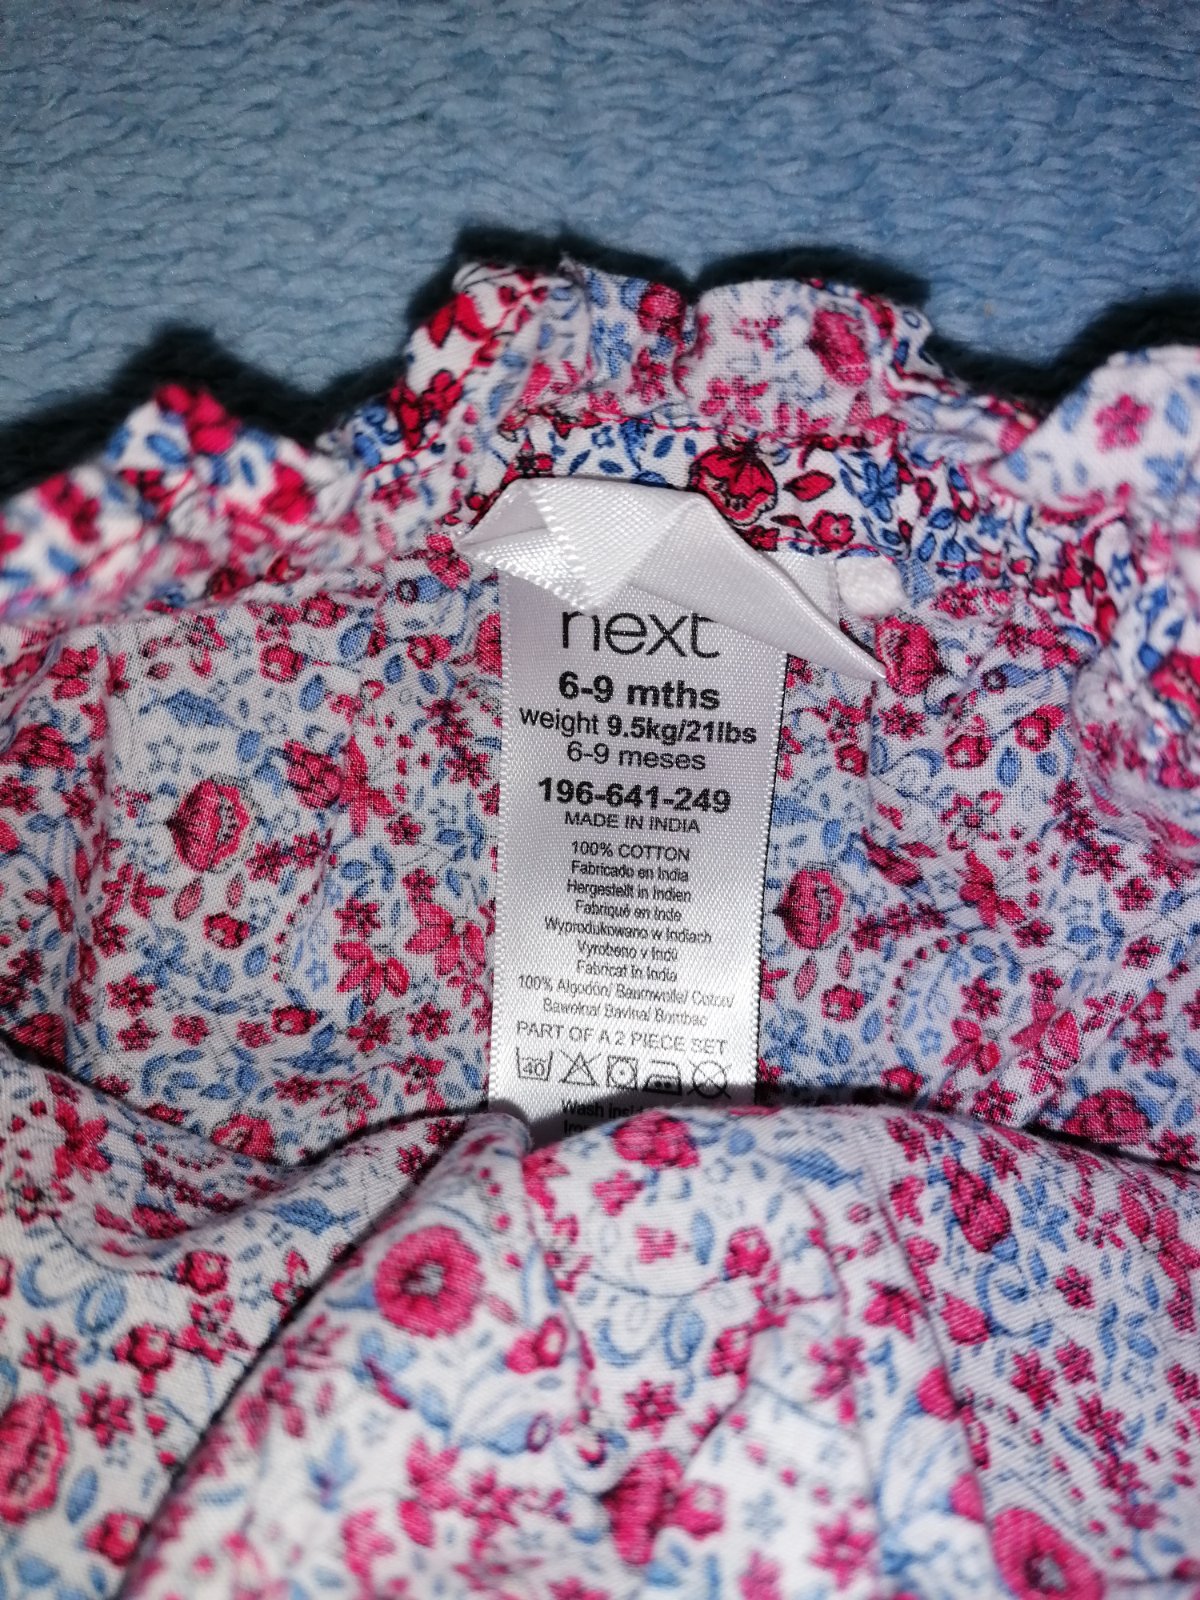 next
6-9 mths
weight 9.5kg/21lbs
6-9 meses
196-641-249
MADE IN INDIA
100% COTTON
Fabricado en India
Hergestellt in Indien
Fabriqué en Inde
Wyprodukowano w Indiach
Vyrobeno v Indii
Fabricat în India
100% Algodón/ Baumwolle/ Coton/
Bawełna/ Bavlna/ Bumbac
PART OF A 2 PIECE SET
40
Wash